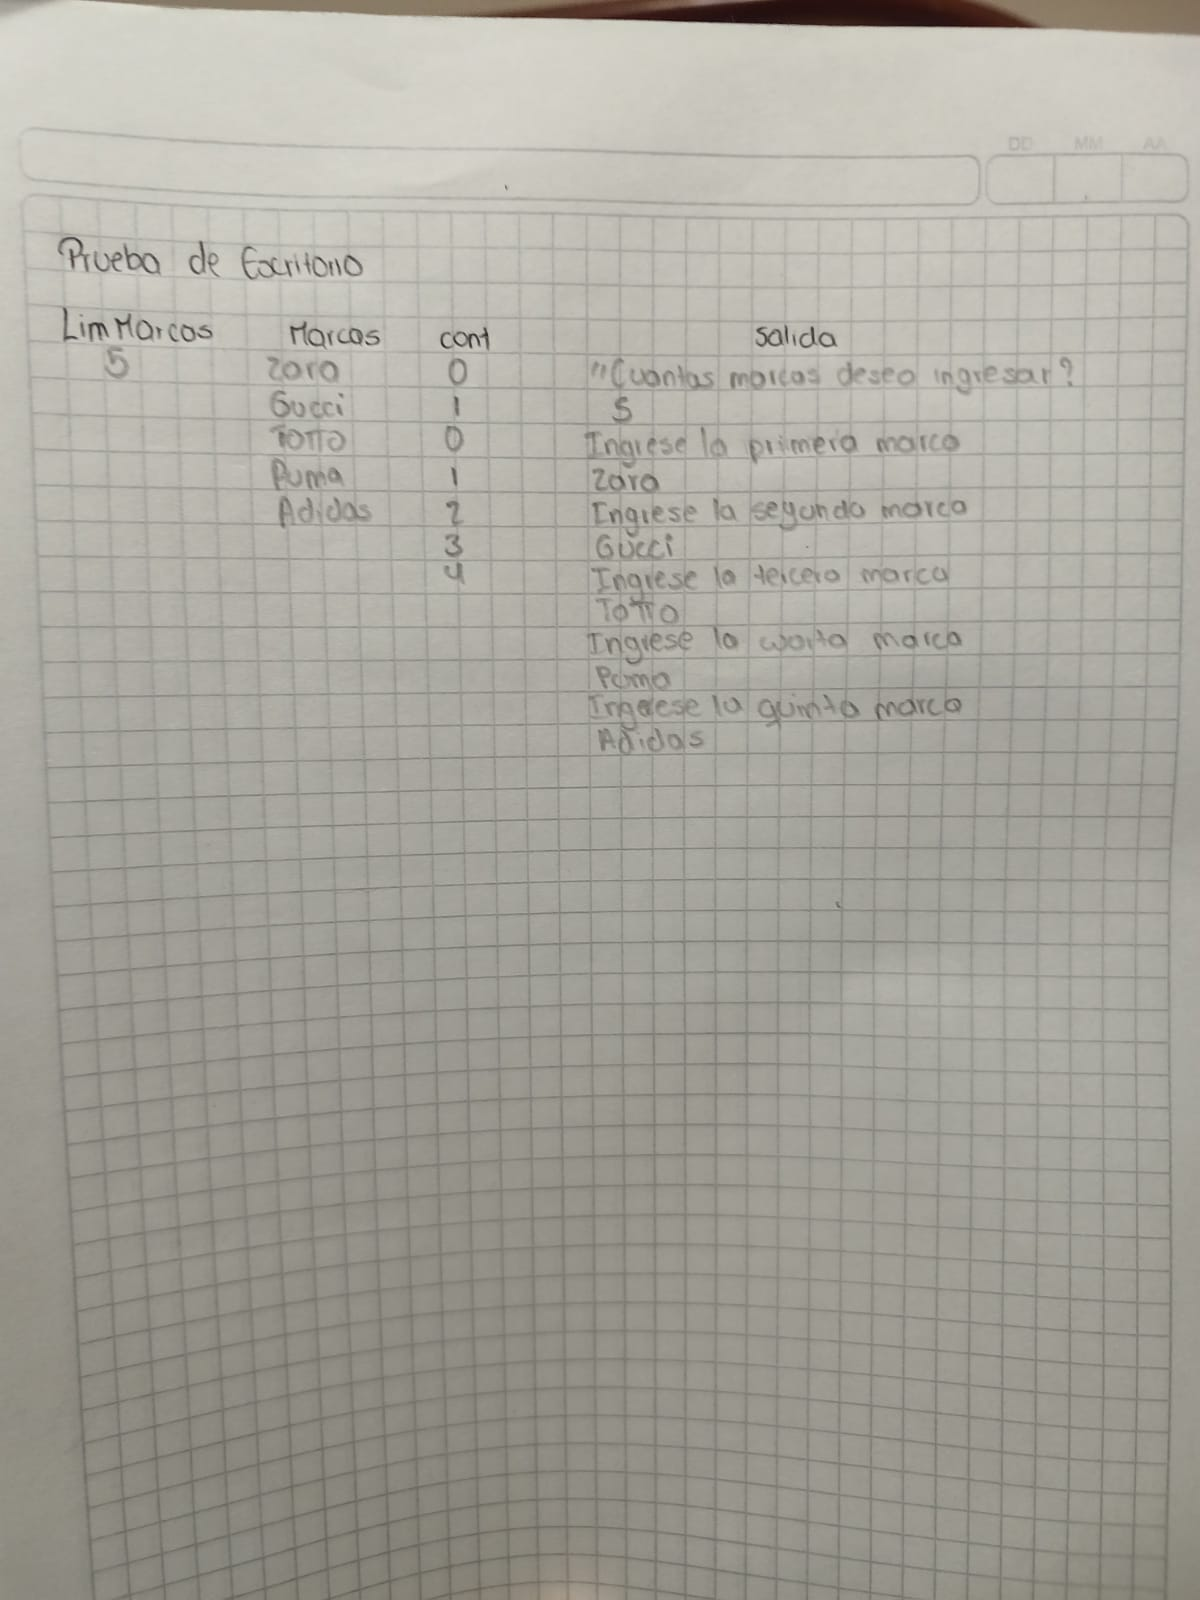 DD MM AA
Prueba de Escritorio
LimMarcas Marcas cont Salida
5 Zara 0 "Cuantas marcas desea ingresar?
Gucci 1 5
TOTTO 0 Ingrese la primera marca
Puma 1 Zara
Adidas 2 Ingrese la segunda marca
3 Gucci
4 Ingrese la tercera marca
TOTTO
Ingrese la cuarta marca
Puma
Ingrese la quinta marca
Adidas